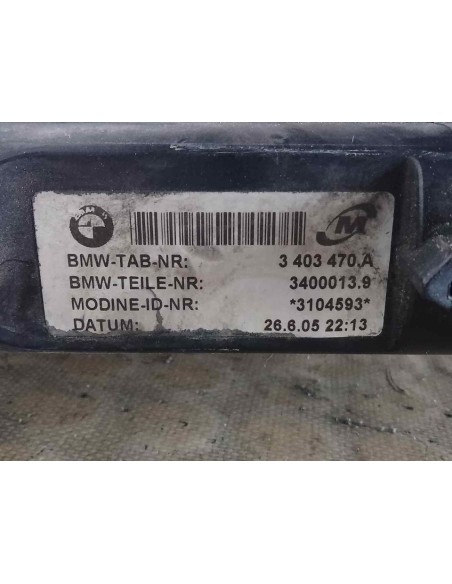 BMW
BMW-TAB-NR: 3 403 470.A
BMW-TEILE-NR: 3400013.9
MODINE-ID-NR: *3104593*
DATUM: 26.6.05 22:13